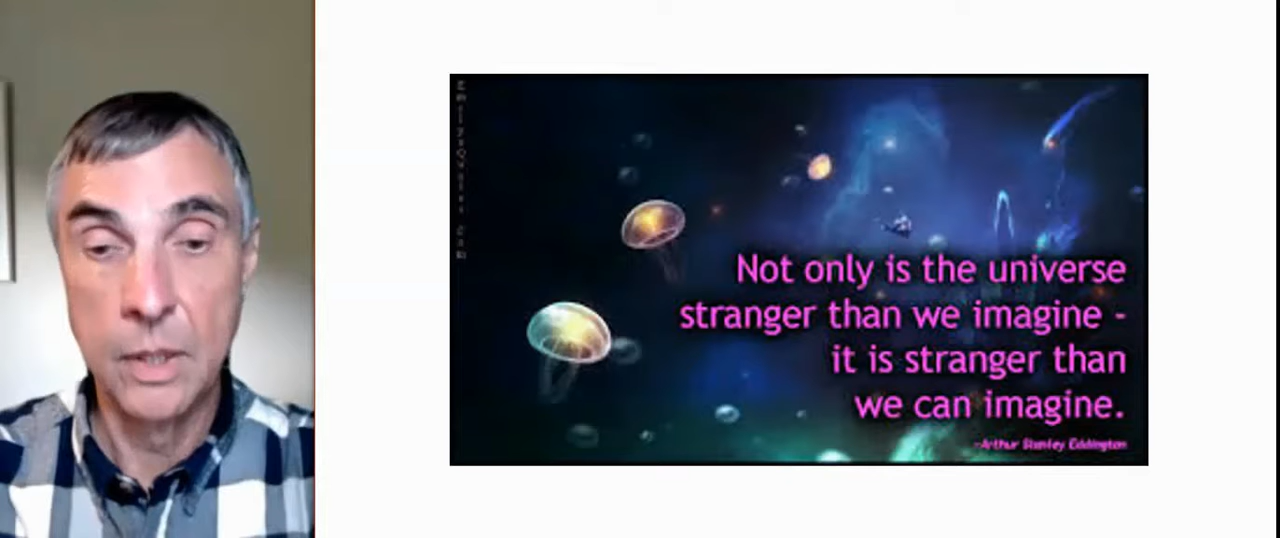 Not only is the universe
stranger than we imagine -
it is stranger than
we can imagine.
-Arthur Stanley Eddington